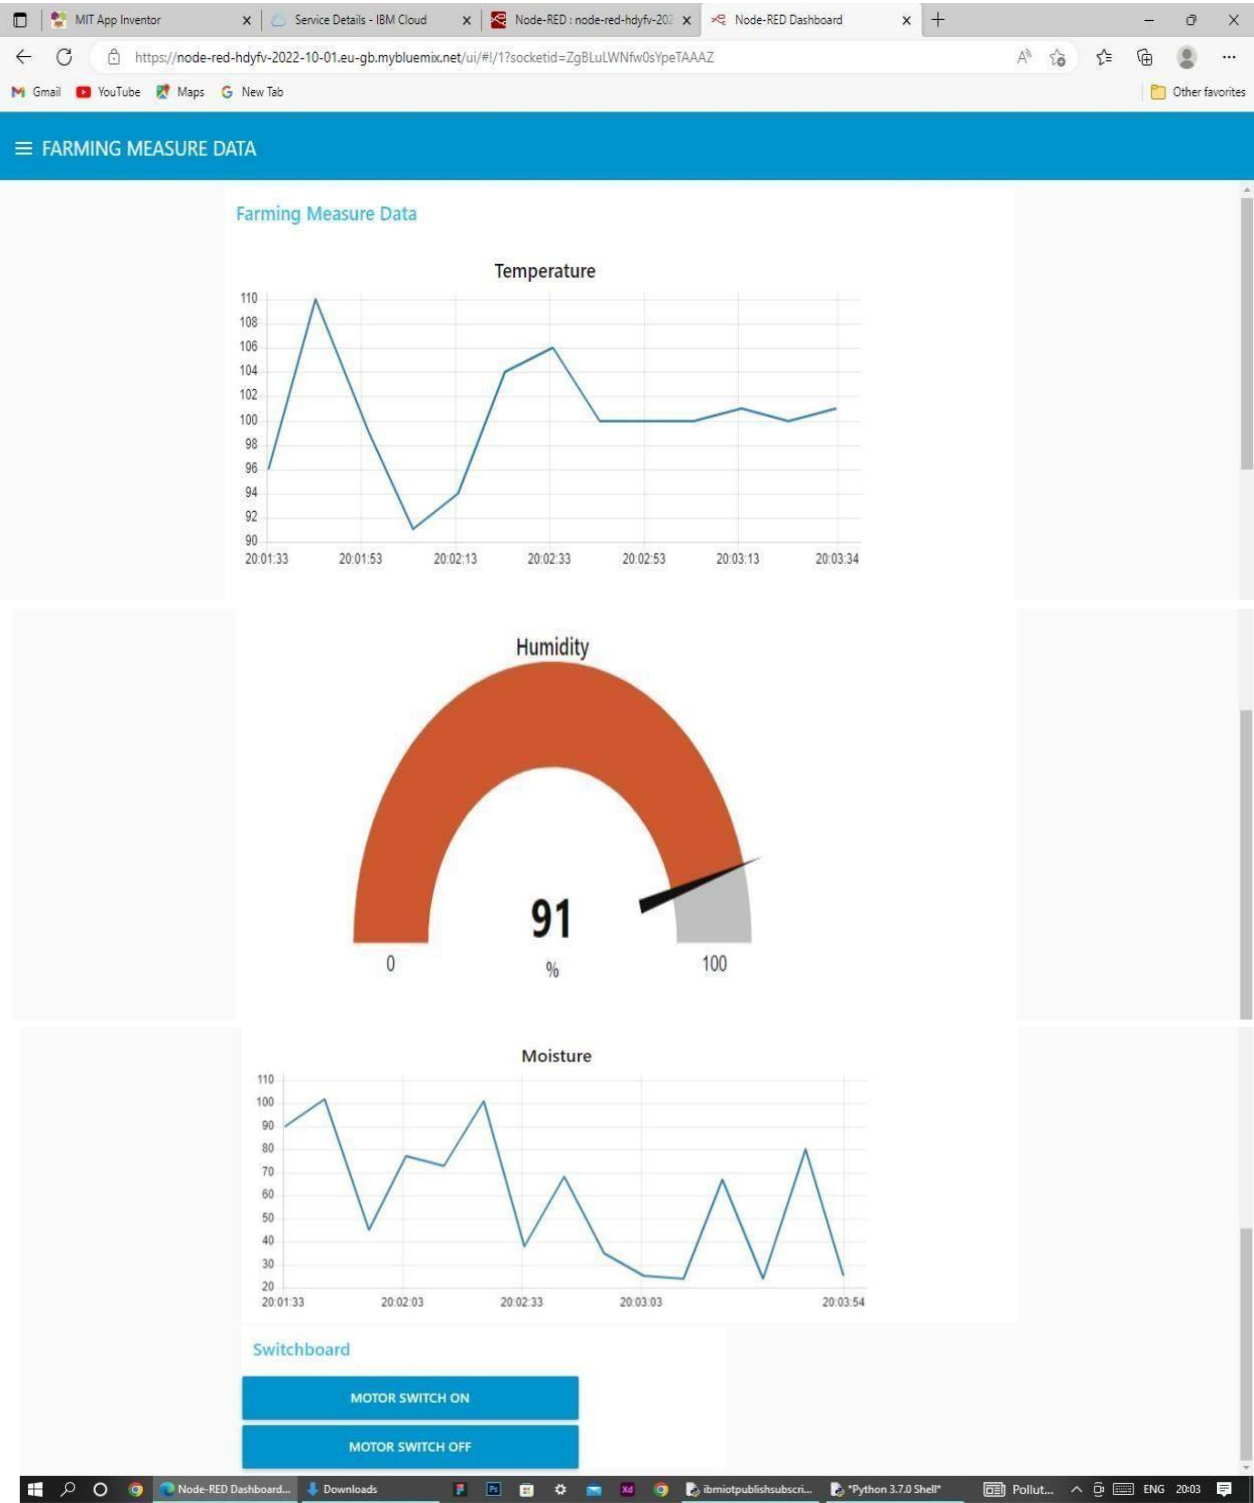 MIT App Inventor
Service Details - IBM Cloud
Node-RED : node-red-hdyfv-202
Node-RED Dashboard
https://node-red-hdyfv-2022-10-01.eu-gb.mybluemix.net/ui/#!/1?socketid=ZgBLuLWNfw0sYpeTAAAZ
Gmail YouTube Maps New Tab Other favorites
FARMING MEASURE DATA
Farming Measure Data
Temperature
110
108
106
104
102
100
98
96
94
92
90
20:01:33 20:01:53 20:02:13 20:02:33 20:02:53 20:03:13 20:03:34
Humidity
91
0 % 100
Moisture
110
100
90
80
70
60
50
40
30
20
20:01:33 20:02:03 20:02:33 20:03:03 20:03:54
Switchboard
MOTOR SWITCH ON
MOTOR SWITCH OFF
Node-RED Dashboard... Downloads ibmiotpublishsubscri... *Python 3.7.0 Shell* Pollut... ENG 20:03